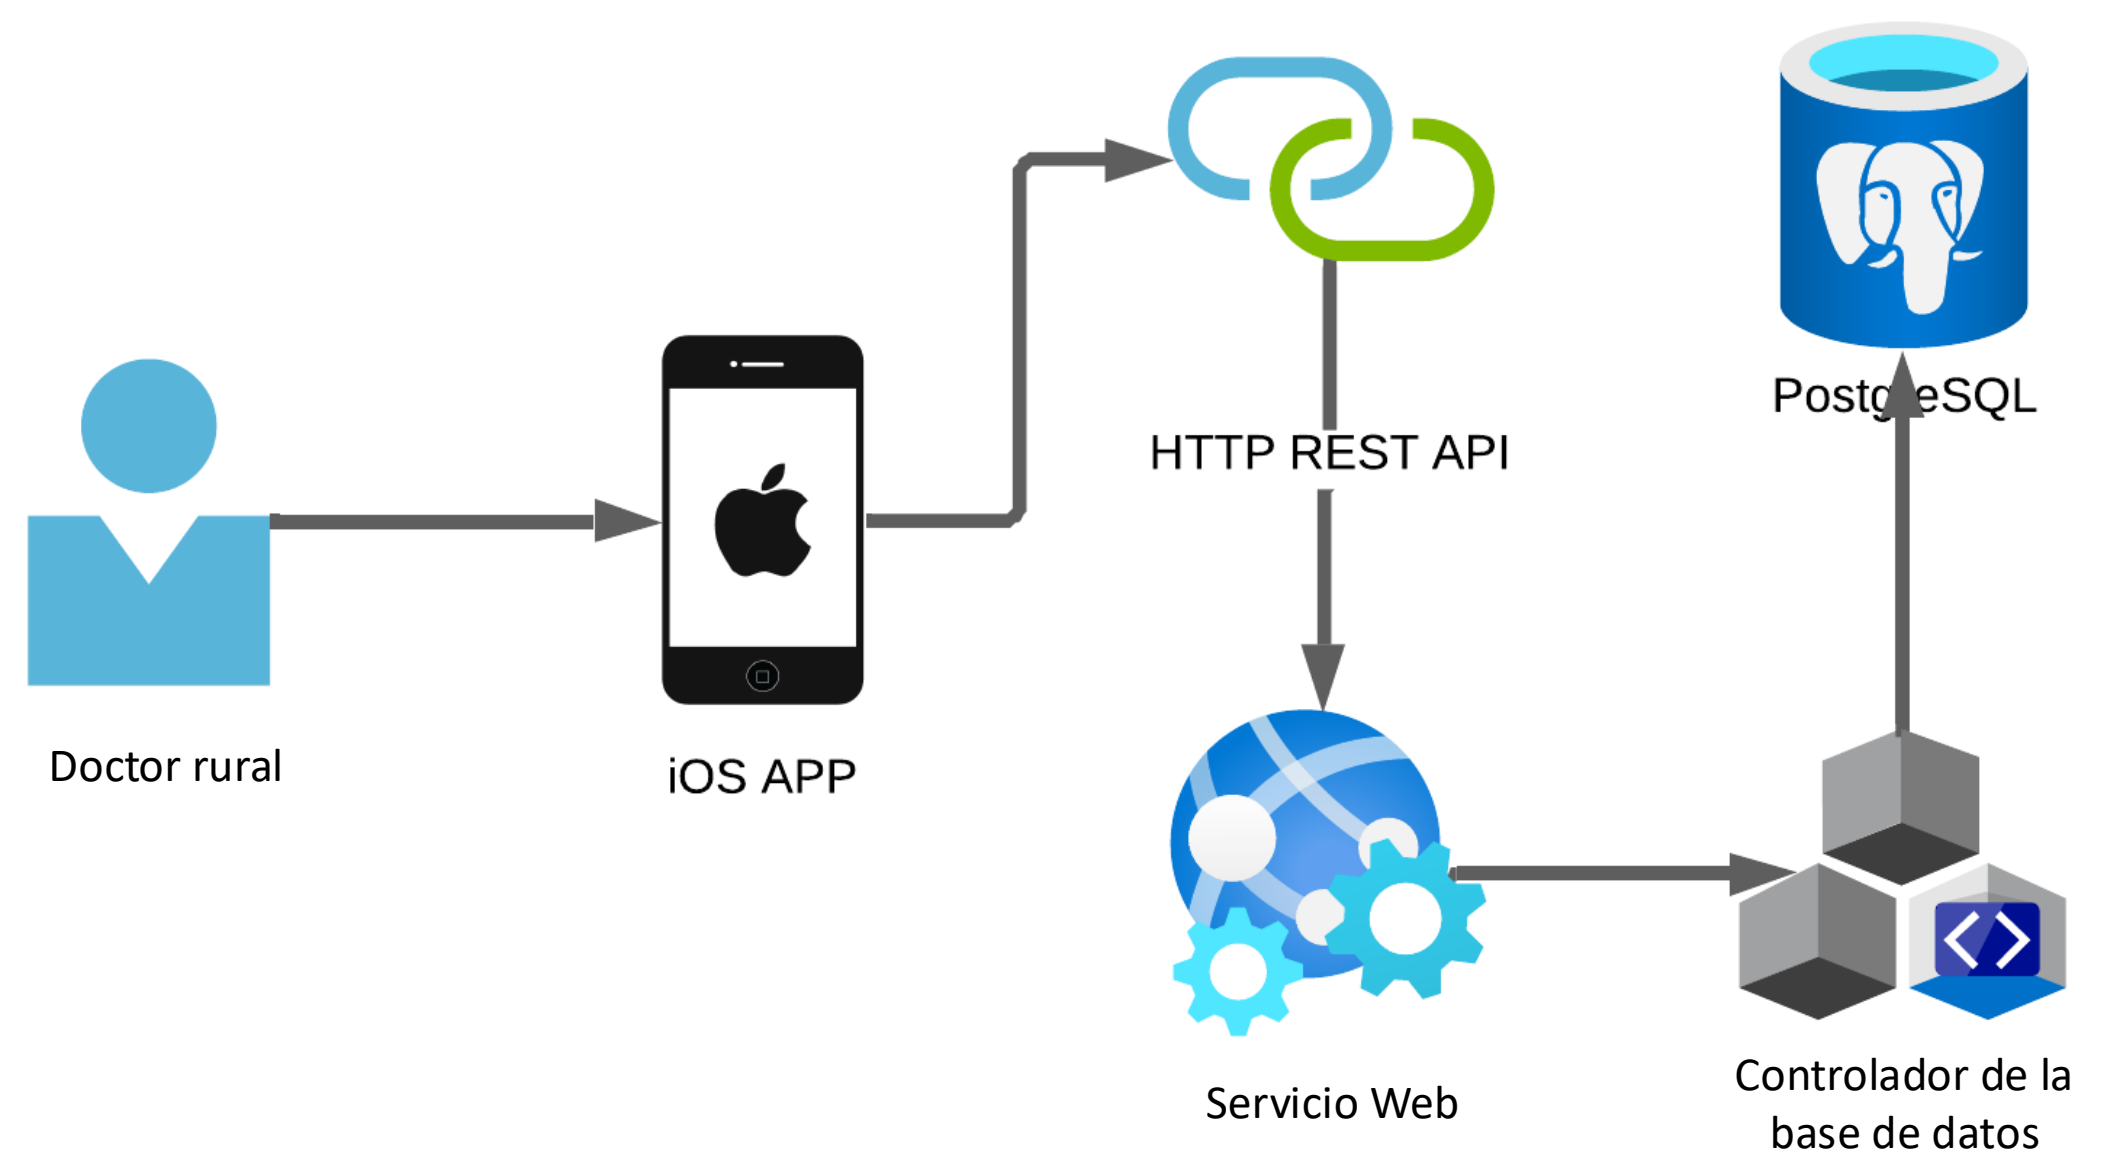 Doctor rural
iOS APP
HTTP REST API
Servicio Web
PostgreSQL
Controlador de la
base de datos